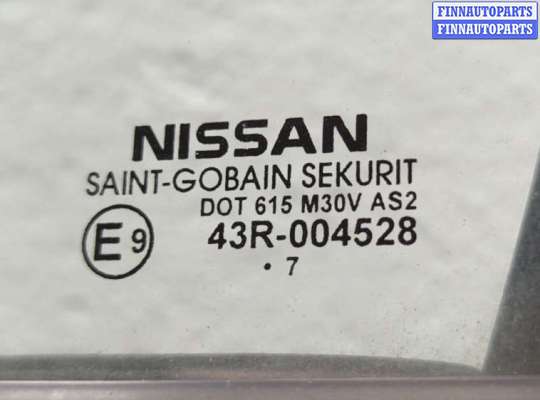 FINNAUTOPARTS
FINNAUTOPARTS
NISSAN
SAINT-GOBAIN SEKURIT
DOT 615 M30V AS2
E9 43R-004528
· 7